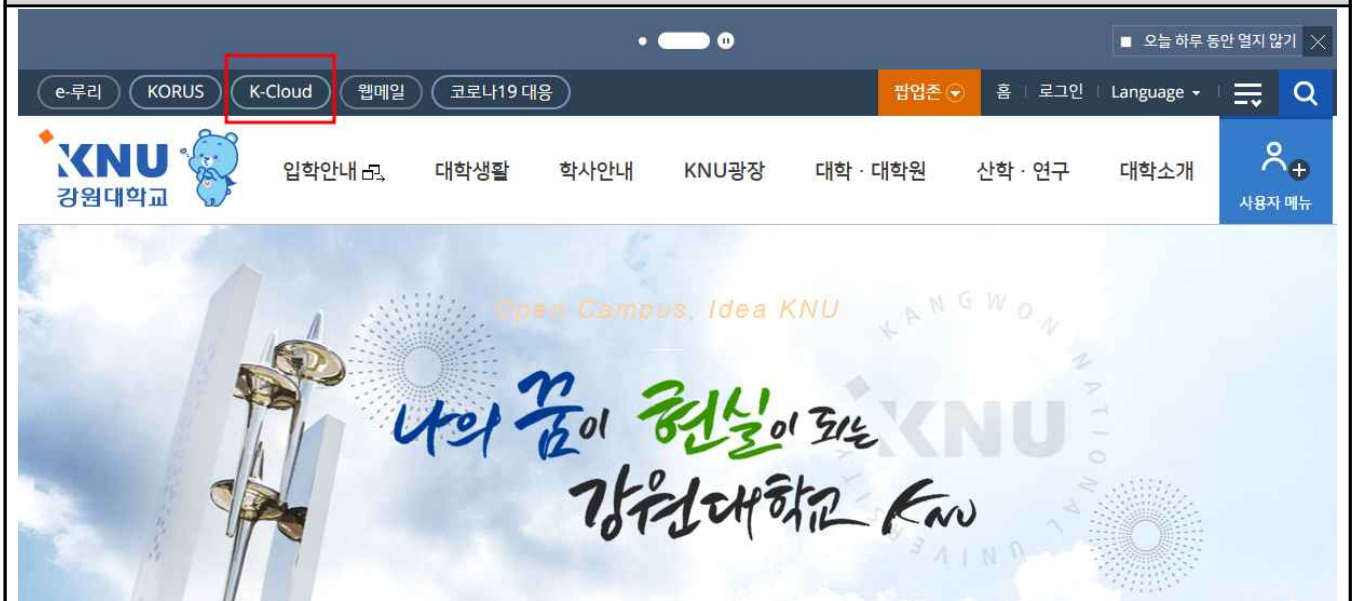 오늘 하루 동안 열지 않기
e-루리 KORUS K-Cloud 웹메일 코로나19 대응 팝업존 홈 로그인 Language
KNU
강원대학교
입학안내 대학생활 학사안내 KNU광장 대학 · 대학원 산학 · 연구 대학소개
사용자 메뉴
Open Campus, Idea KNU
나의 꿈이 현실이 되는
강원대학교 KNU
KNU
KANGWON NATIONAL UNIVERSITY